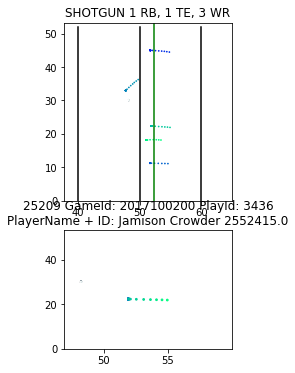 SHOTGUN 1 RB, 1 TE, 3 WR
50
40
30
20
10
0
40 50 60
25209 GameId: 2017100200 PlayId: 3436
PlayerName + ID: Jamison Crowder 2552415.0
40
20
0
50 55